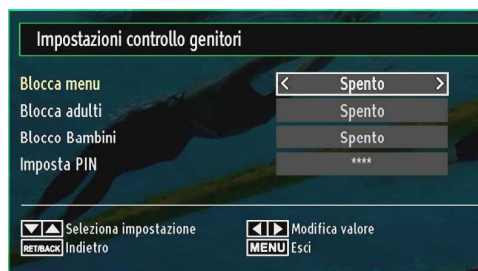 Impostazioni controllo genitori
Blocca menu < Spento >
Blocca adulti Spento
Blocco Bambini Spento
Imposta PIN ****
Seleziona impostazione Modifica valore
RET/BACK Indietro MENU Esci